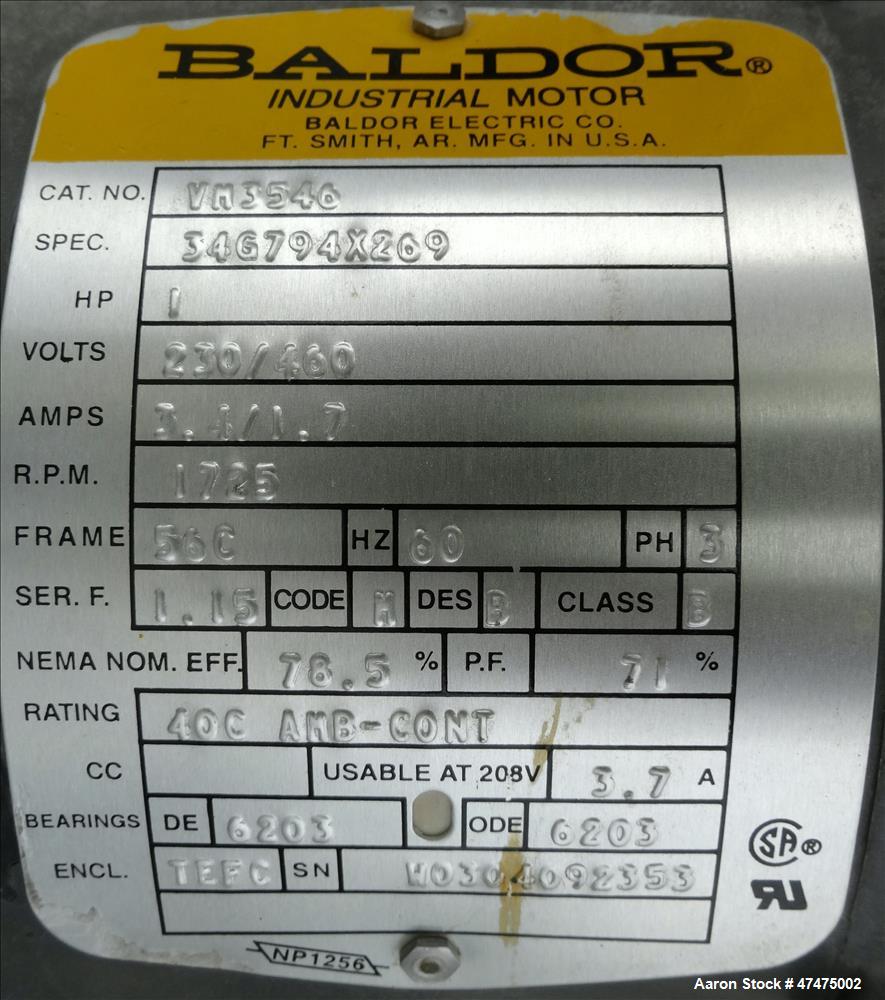 BALDOR®
INDUSTRIAL MOTOR
BALDOR ELECTRIC CO.
FT. SMITH, AR. MFG. IN U.S.A.
CAT. NO. VM3546
SPEC. 34G794X269
HP 1
VOLTS 230/460
AMPS 3.4/1.7
R.P.M. 1725
FRAME 56C HZ 60 PH 3
SER. F. 1.15 CODE M DES B CLASS B
NEMA NOM. EFF. 78.5 % P.F. 71 %
RATING 40C AMB-CONT
CC USABLE AT 208V 3.7 A
BEARINGS DE 6203 ODE 6203
ENCL. TEFC SN W0304092353
SA®
RU
NP1256
Aaron Stock # 47475002